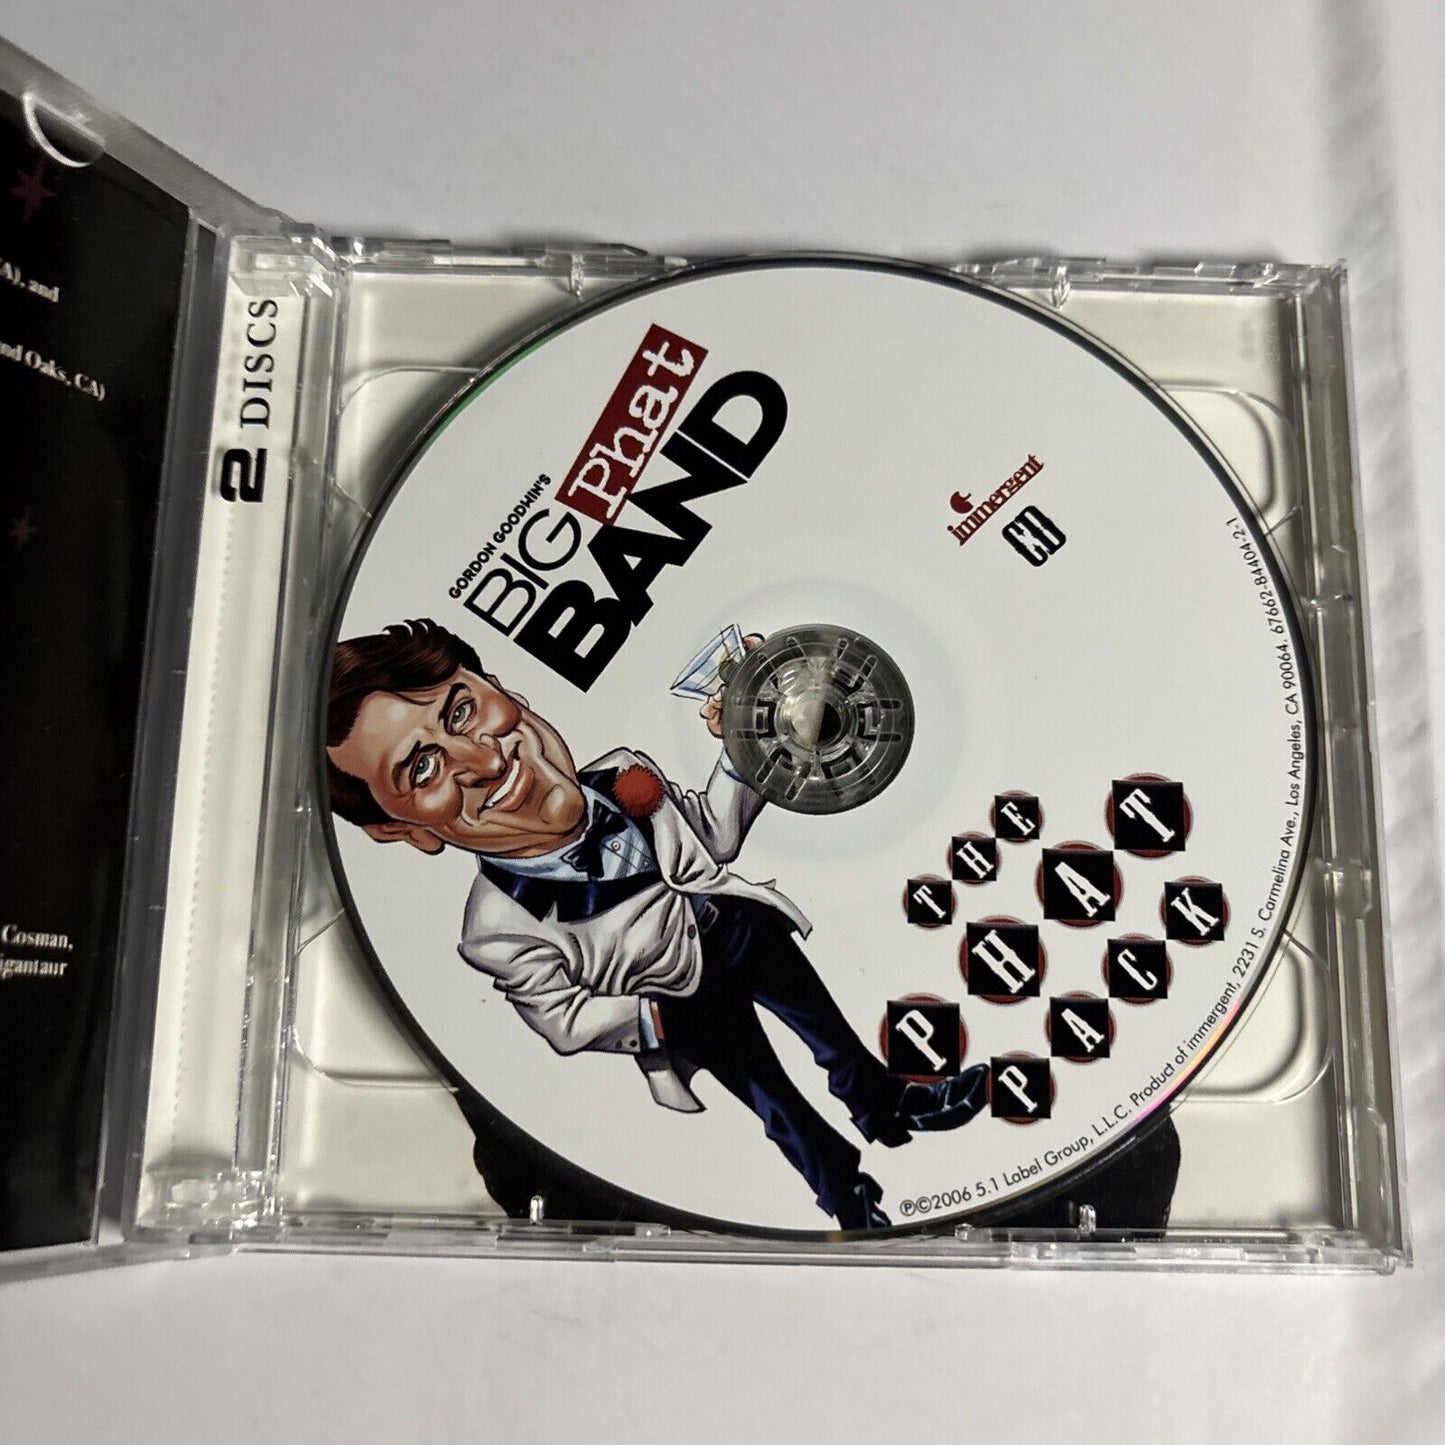 A), and
nd Oaks, CA)
Cosman,
igantaur
2 DISCS
GORDON GOODWIN'S
BIG Phat
BAND
immergent
CD
THE
PHAT
PACK
℗©2006 5.1 Label Group, L.L.C. Product of immergent, 2231 S. Carmelina Ave., Los Angeles, CA 90064. 67662-84404-2-1